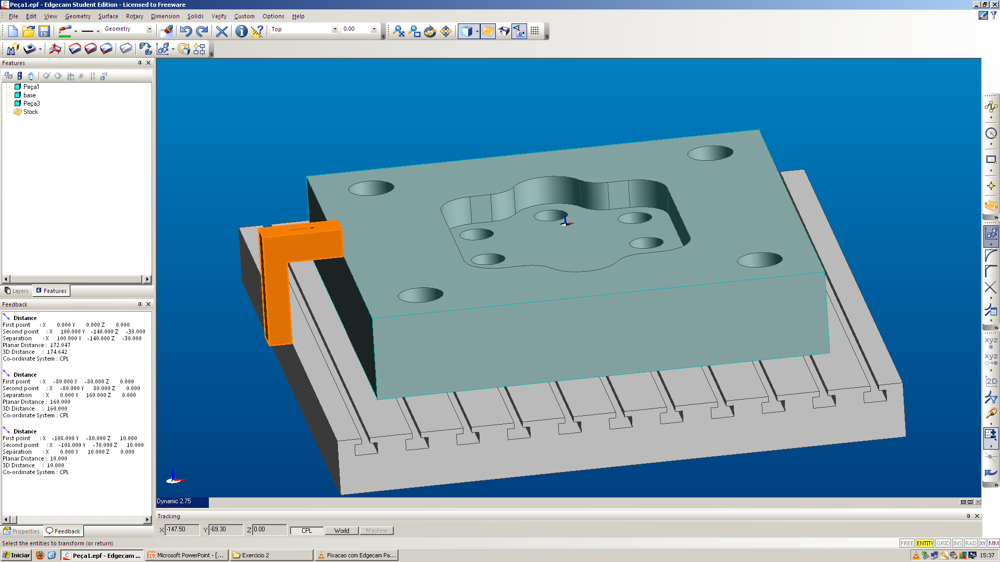 Peça1.epf - Edgecam Student Edition - Licensed to Freeware
File Edit View Geometry Surface Rotary Dimension Solids Verify Custom Options Help
Geometry Top 0.00
Features
Peça1
base
Peça3
Stock
Layers Features
Feedback
Distance
First point : X 0.000 Y 0.000 Z 0.000
Second point : X 100.000 Y -140.000 Z -30.000
Separation : X 100.000 Y -140.000 Z -30.000
Planar Distance : 172.047
3D Distance : 174.642
Co-ordinate System : CPL
Distance
First point : X -80.000 Y -80.000 Z 0.000
Second point : X -80.000 Y 80.000 Z 0.000
Separation : X 0.000 Y 160.000 Z 0.000
Planar Distance : 160.000
3D Distance : 160.000
Co-ordinate System : CPL
Distance
First point : X -108.000 Y -80.000 Z 10.000
Second point : X -108.000 Y -70.000 Z 10.000
Separation : X 0.000 Y 10.000 Z 0.000
Planar Distance : 10.000
3D Distance : 10.000
Co-ordinate System : CPL
Properties Feedback
xyz
xyz
2D
Dynamic 2.75
Tracking
X -147.50 Y -69.30 Z 0.00 CPL World Machine
Select the entities to transform (or return)
FREE ENTITY GRID INS RAD XY MM
Iniciar Peça1.epf - Edgecam ... Microsoft PowerPoint - [... Exercicio 2 Fixacao com Edgecam Pa... 15:37